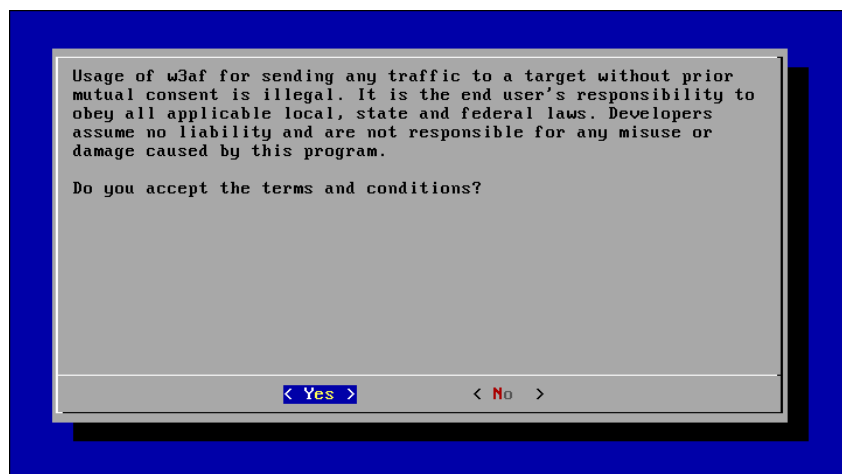 Usage of w3af for sending any traffic to a target without prior
mutual consent is illegal. It is the end user's responsibility to
obey all applicable local, state and federal laws. Developers
assume no liability and are not responsible for any misuse or
damage caused by this program.
Do you accept the terms and conditions?
< Yes > < No >